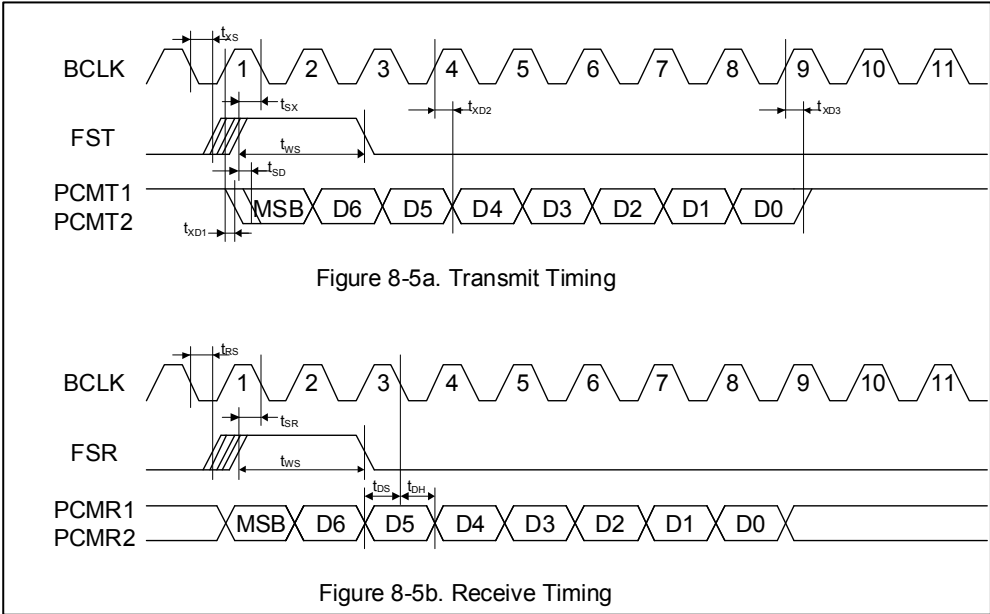 tXS
BCLK 1 2 3 4 5 6 7 8 9 10 11
tSX tXD2 tXD3
FST
tWS
tSD
PCMT1
PCMT2
MSB D6 D5 D4 D3 D2 D1 D0
tXD1
Figure 8-5a. Transmit Timing
tRS
BCLK 1 2 3 4 5 6 7 8 9 10 11
tSR
FSR
tWS
tDS tDH
PCMR1
PCMR2
MSB D6 D5 D4 D3 D2 D1 D0
Figure 8-5b. Receive Timing